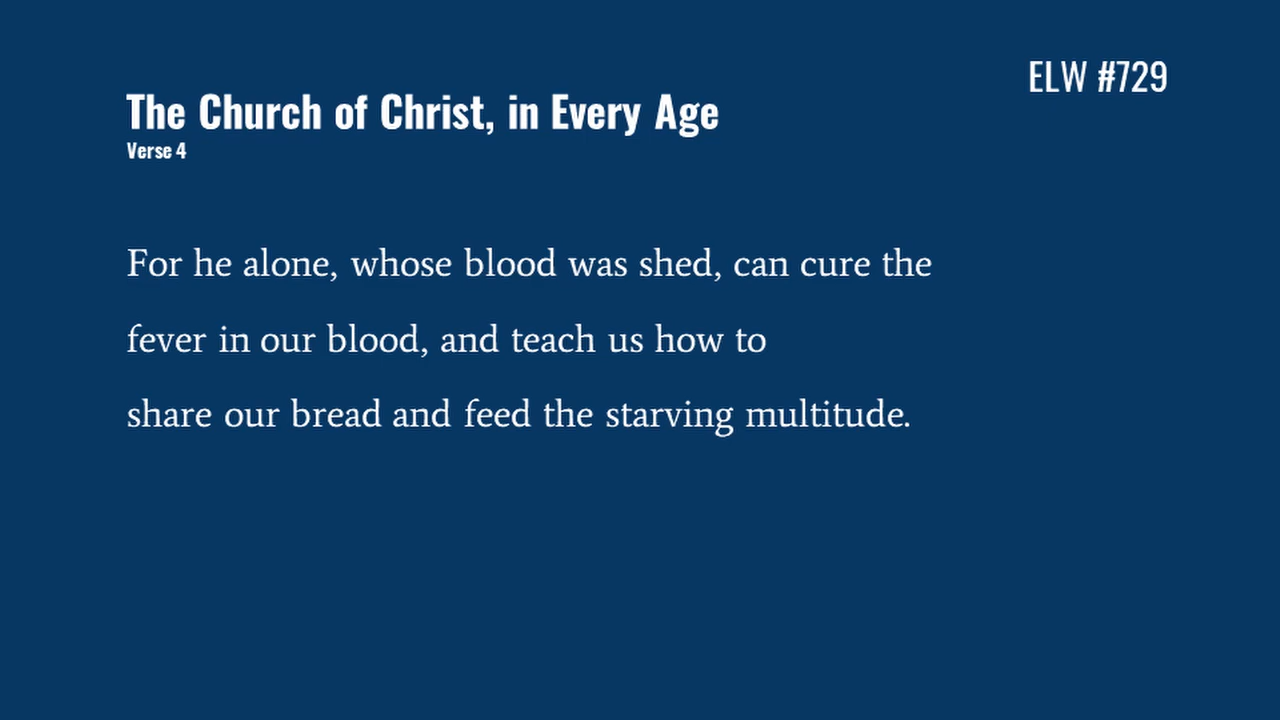 ELW #729
The Church of Christ, in Every Age
Verse 4
For he alone, whose blood was shed, can cure the
fever in our blood, and teach us how to
share our bread and feed the starving multitude.